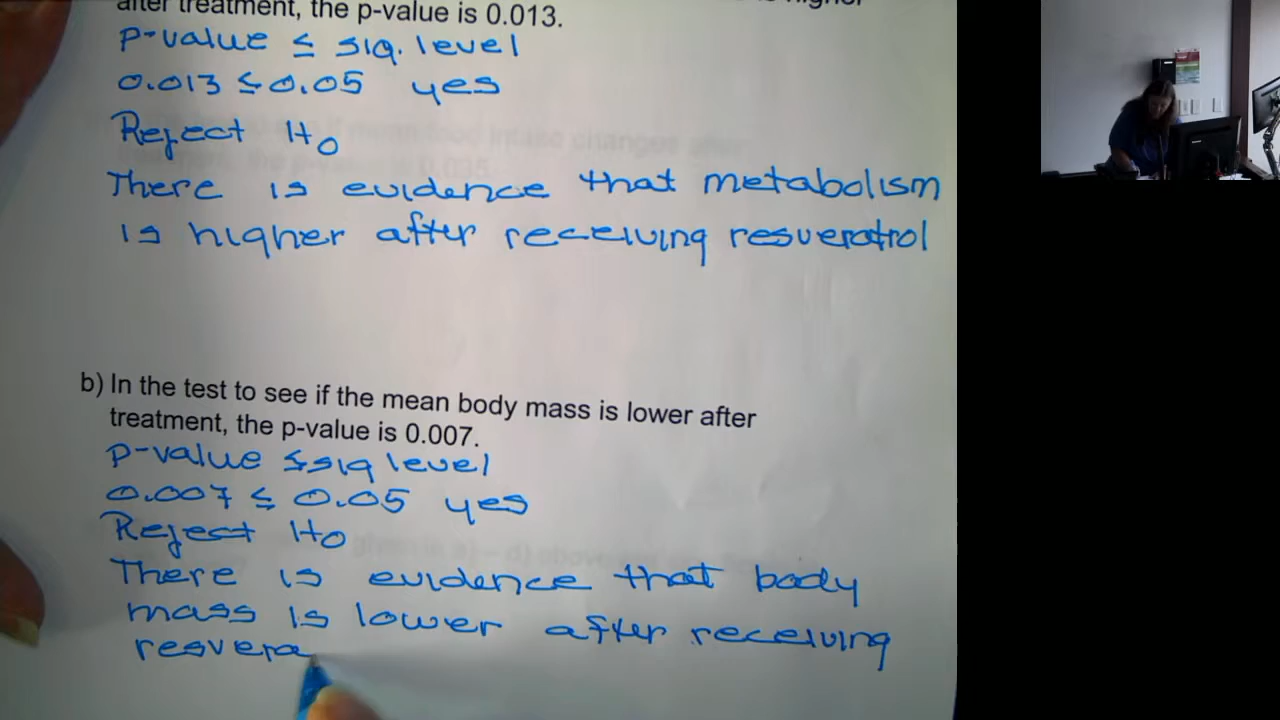 after treatment, the p-value is 0.013.
p-value ≤ sig. level
0.013 ≤ 0.05 yes
Reject H0
There is evidence that metabolism
is higher after receiving resveratrol
b) In the test to see if the mean body mass is lower after
treatment, the p-value is 0.007.
p-value ≤ sig level
0.007 ≤ 0.05 yes
Reject H0
There is evidence that body
mass is lower after receiving
resvera